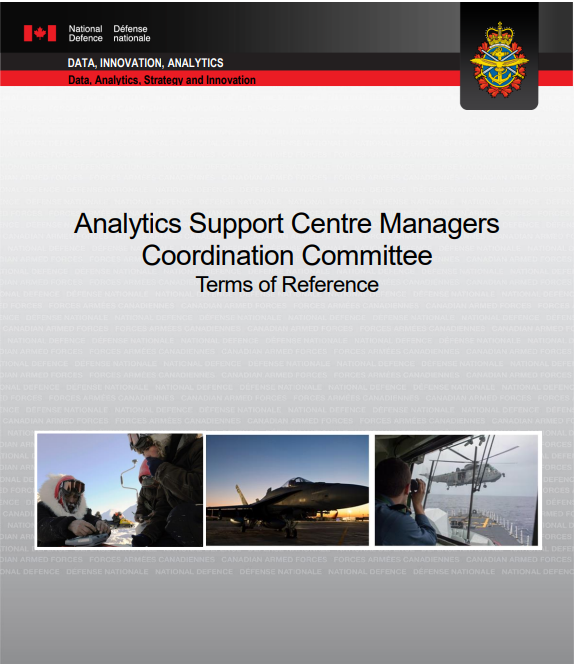 National Défense
Defence nationale
DATA, INNOVATION, ANALYTICS
Data, Analytics, Strategy and Innovation
Analytics Support Centre Managers
Coordination Committee
Terms of Reference